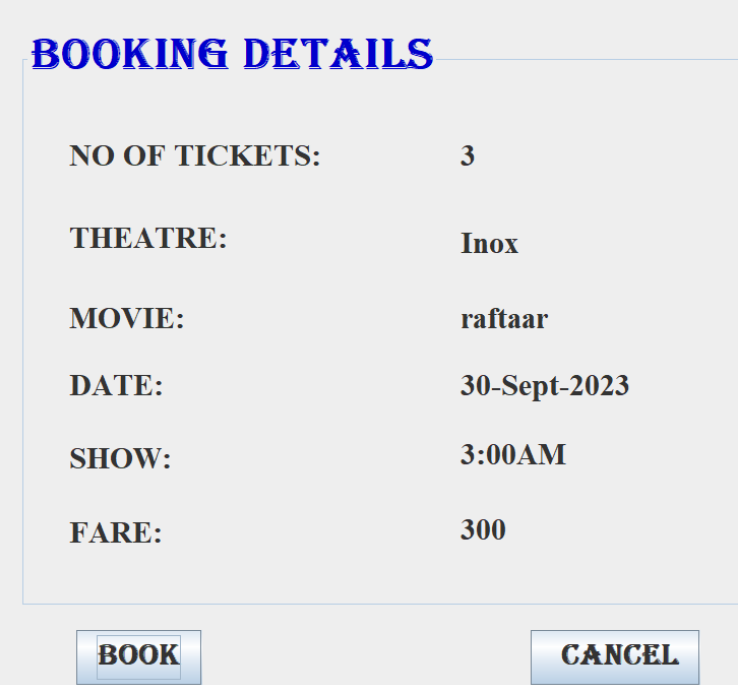 BOOKING DETAILS
NO OF TICKETS: 3
THEATRE: Inox
MOVIE: raftaar
DATE: 30-Sept-2023
SHOW: 3:00AM
FARE: 300
BOOK CANCEL